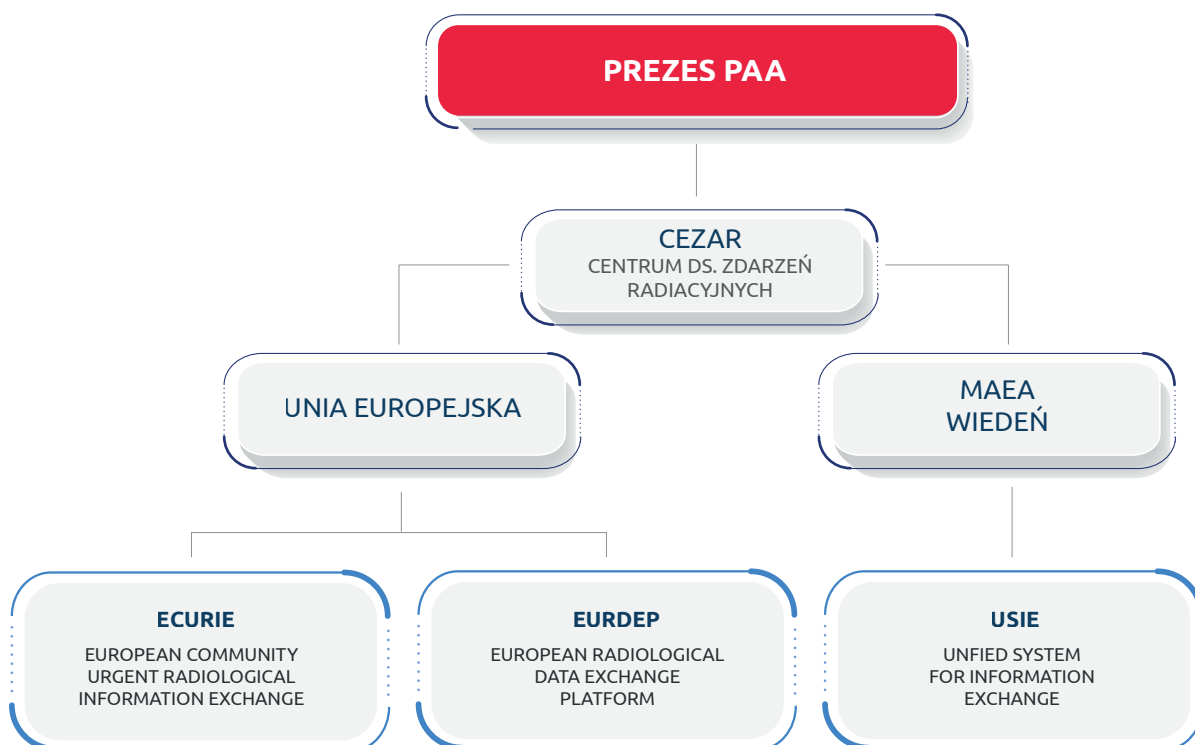 PREZES PAA
CEZAR
CENTRUM DS. ZDARZEŃ
RADIACYJNYCH
UNIA EUROPEJSKA
MAEA
WIEDEŃ
ECURIE
EUROPEAN COMMUNITY
URGENT RADIOLOGICAL
INFORMATION EXCHANGE
EURDEP
EUROPEAN RADIOLOGICAL
DATA EXCHANGE
PLATFORM
USIE
UNFIED SYSTEM
FOR INFORMATION
EXCHANGE